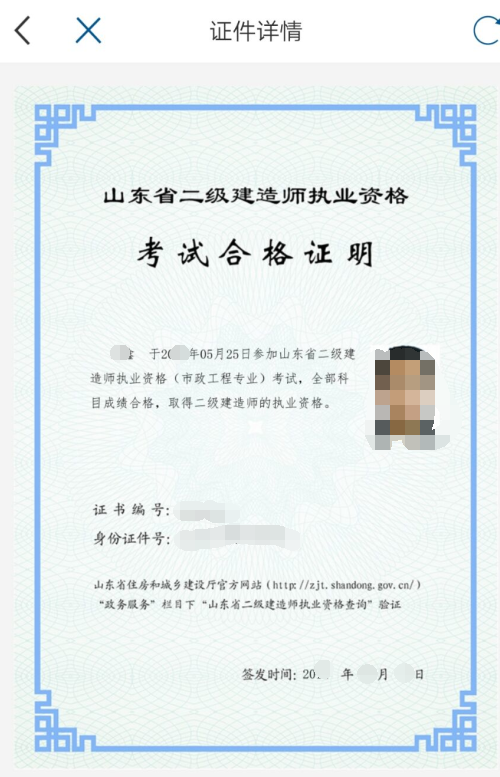 证件详情
山东省二级建造师执业资格
考试合格证明
于20 年05月25日参加山东省二级建
造师执业资格（市政工程专业）考试，全部科
目成绩合格，取得二级建造师的执业资格。
证书编号：
身份证件号：
山东省住房和城乡建设厅官方网站（http://zjt.shandong.gov.cn/）
“政务服务”栏目下“山东省二级建造师执业资格查询”验证
签发时间：20 年 月 日